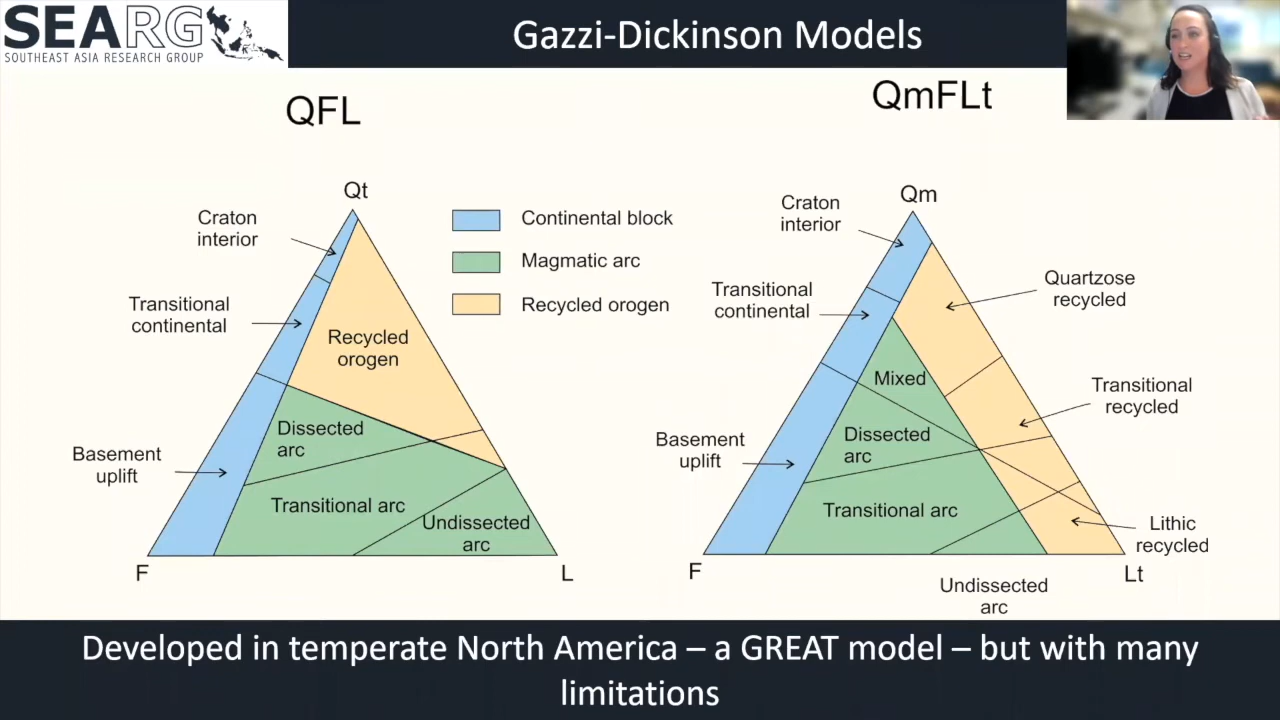 SEARG
SOUTHEAST ASIA RESEARCH GROUP
Gazzi-Dickinson Models
QFL
QmFLt
Qt
Craton
interior
Transitional
continental
Basement
uplift
Recycled
orogen
Dissected
arc
Transitional arc
Undissected
arc
F
L
Continental block
Magmatic arc
Recycled orogen
Qm
Craton
interior
Transitional
continental
Basement
uplift
Mixed
Dissected
arc
Transitional arc
Quartzose
recycled
Transitional
recycled
Lithic
recycled
F
Lt
Undissected
arc
Developed in temperate North America – a GREAT model – but with many
limitations